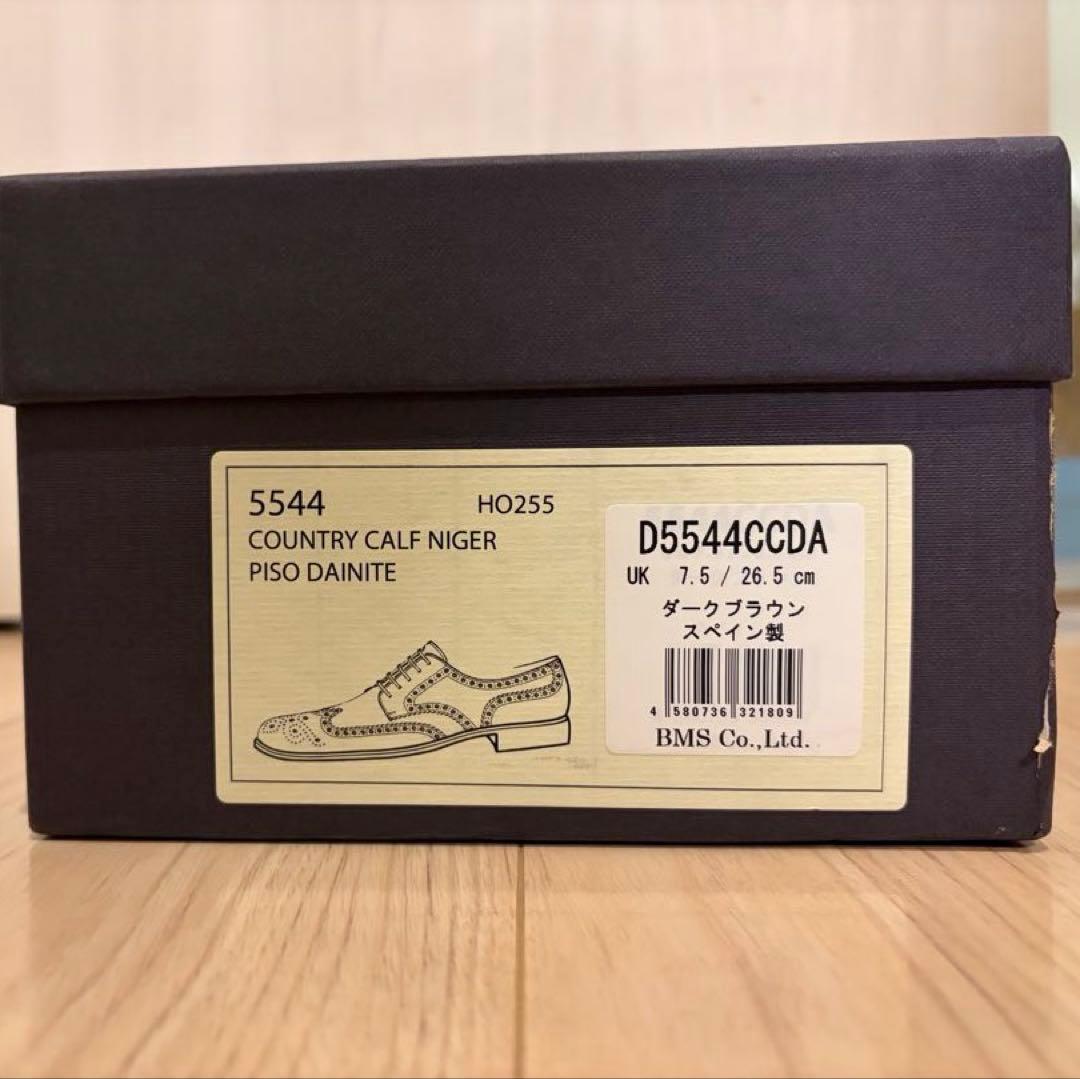 5544 HO255
COUNTRY CALF NIGER
PISO DAINITE
D5544CCDA
UK 7.5 / 26.5 cm
ダークブラウン
スペイン製
4 580736 321809
BMS Co.,Ltd.